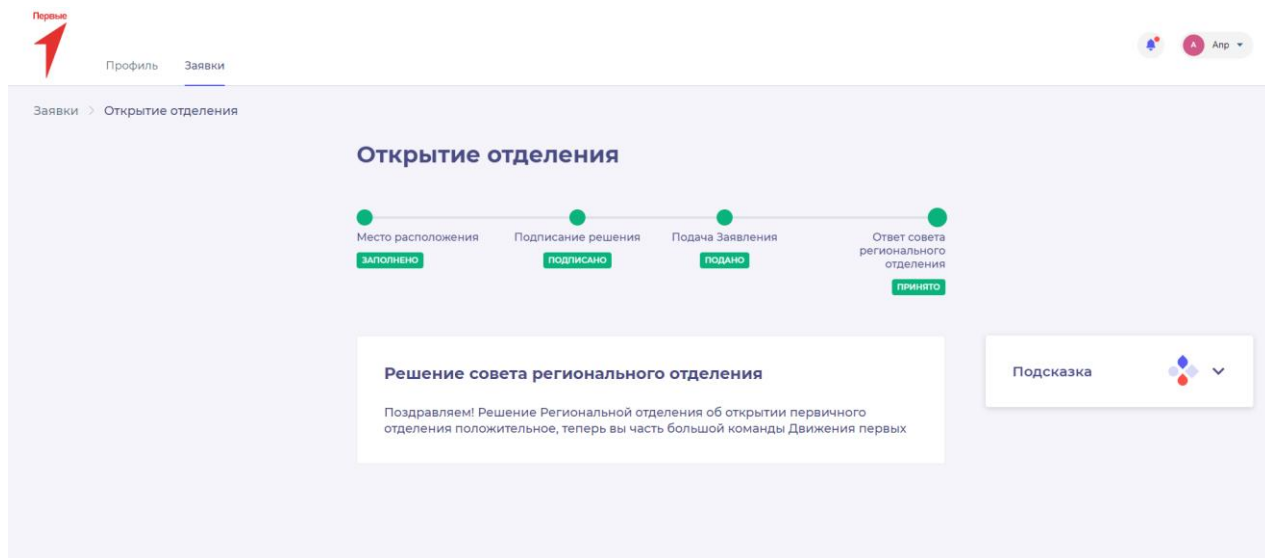 Первые
Профиль Заявки
А Апр
Заявки > Открытие отделения
Открытие отделения
Место расположения Подписание решения Подача Заявления Ответ совета
регионального
отделения
ЗАПОЛНЕНО ПОДПИСАНО ПОДАНО
ПРИНЯТО
Решение совета регионального отделения
Подсказка
Поздравляем! Решение Региональной отделения об открытии первичного
отделения положительное, теперь вы часть большой команды Движения первых